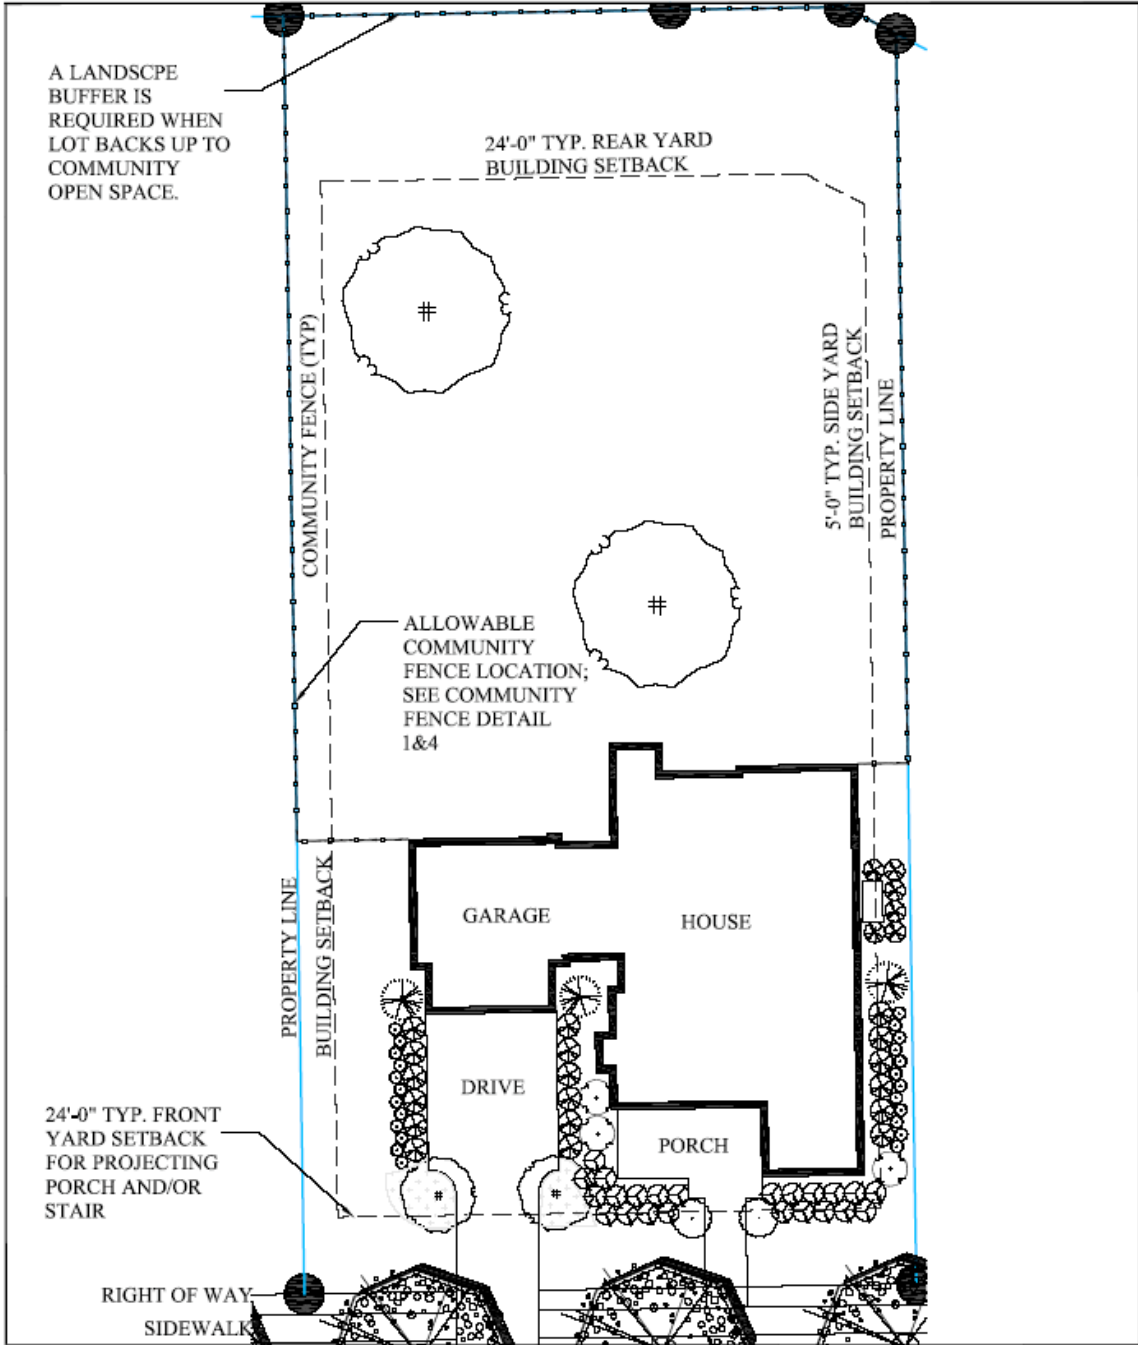 A LANDSCPE
BUFFER IS
REQUIRED WHEN
LOT BACKS UP TO
COMMUNITY
OPEN SPACE.
24'-0" TYP. REAR YARD
BUILDING SETBACK
COMMUNITY FENCE (TYP)
5'-0" TYP. SIDE YARD
BUILDING SETBACK
PROPERTY LINE
ALLOWABLE
COMMUNITY
FENCE LOCATION;
SEE COMMUNITY
FENCE DETAIL
1&4
GARAGE
HOUSE
PROPERTY LINE
BUILDING SETBACK
DRIVE
PORCH
24'-0" TYP. FRONT
YARD SETBACK
FOR PROJECTING
PORCH AND/OR
STAIR
RIGHT OF WAY
SIDEWALK